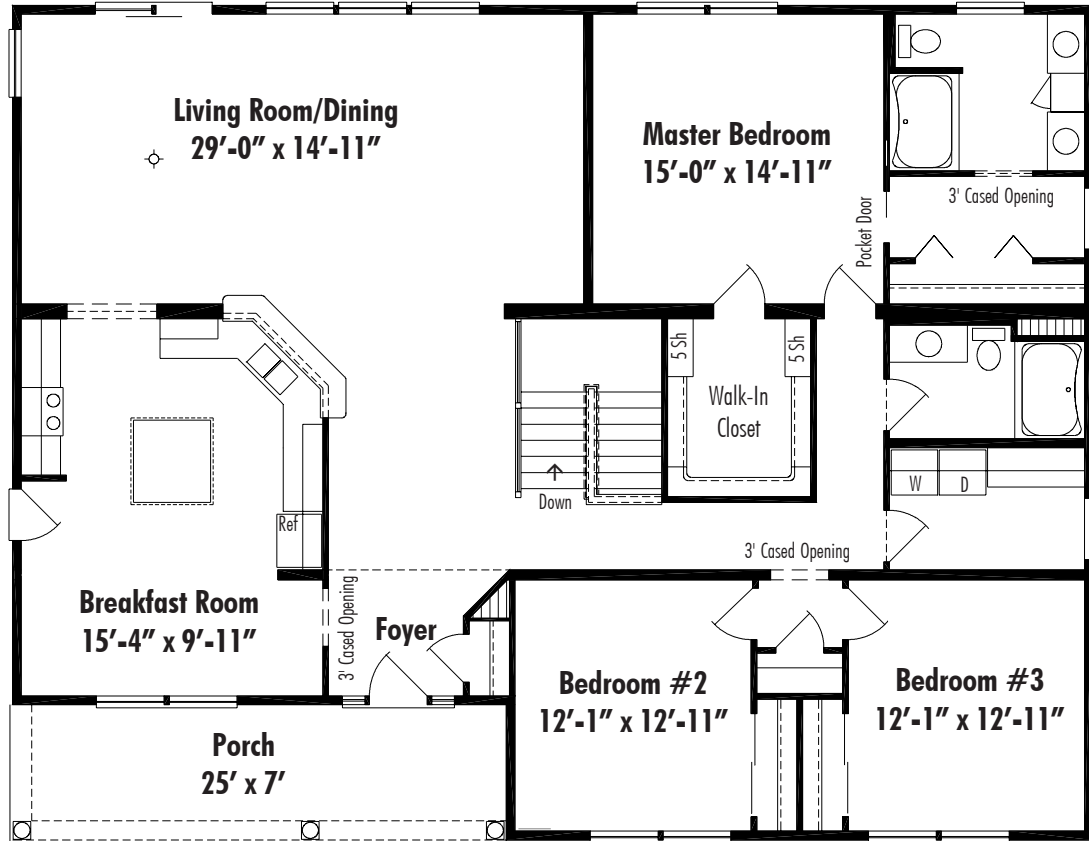 Living Room/Dining
29′-0″ x 14′-11″
Master Bedroom
15′-0″ x 14′-11″
3' Cased Opening
Pocket Door
5 Sh
5 Sh
Walk-In
Closet
Down
W
D
Ref
3' Cased Opening
Breakfast Room
15′-4″ x 9′-11″
3' Cased Opening
Foyer
Bedroom #2
12′-1″ x 12′-11″
Bedroom #3
12′-1″ x 12′-11″
Porch
25′ x 7′